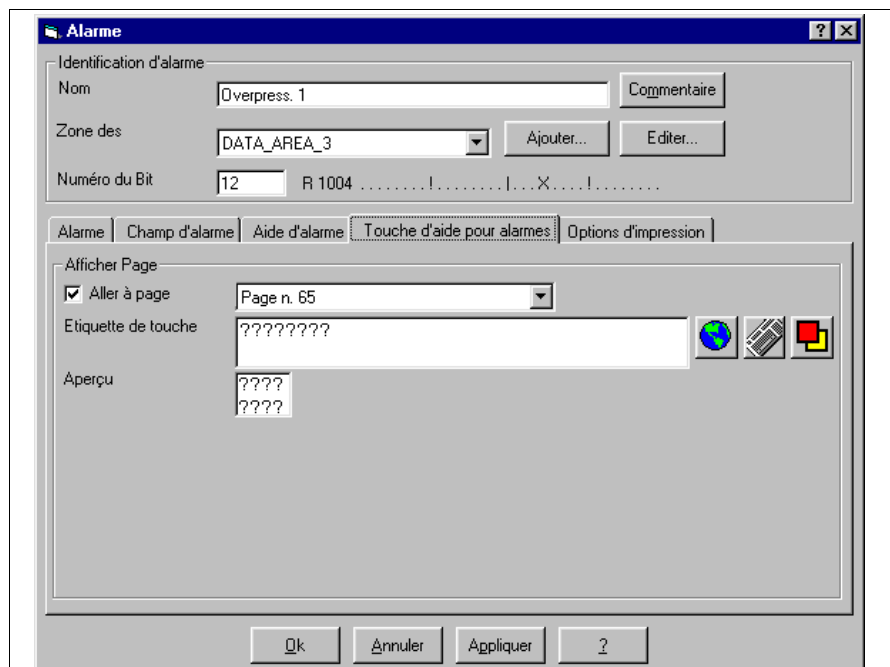 Alarme
Identification d'alarme
Nom
Overpress. 1
Commentaire
Zone des
DATA_AREA_3
Ajouter...
Editer...
Numéro du Bit
12
R 1004 ........!........|...X....!........
Alarme
Champ d'alarme
Aide d'alarme
Touche d'aide pour alarmes
Options d'impression
Afficher Page
Aller à page
Page n. 65
Etiquette de touche
????????
Aperçu
????
????
Ok
Annuler
Appliquer
?